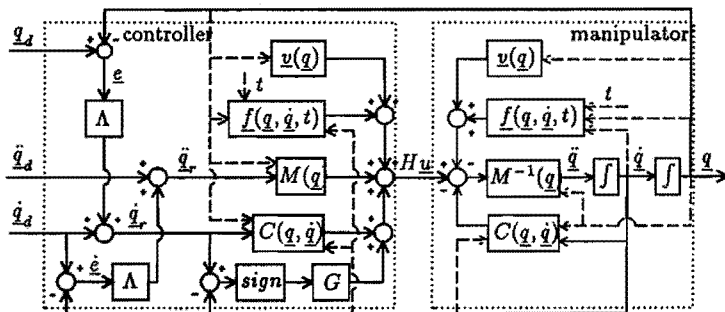 controller manipulator
q_d
e
v(q) v(q)
t t
Λ f(q, q̇, t) f(q, q̇, t)
q̈_d q̈_r M(q Hu M⁻¹(q q̈ ∫ q̇ ∫ q
q̇_d q̇_r C(q, q̇) C(q, q̇)
ė Λ sign G